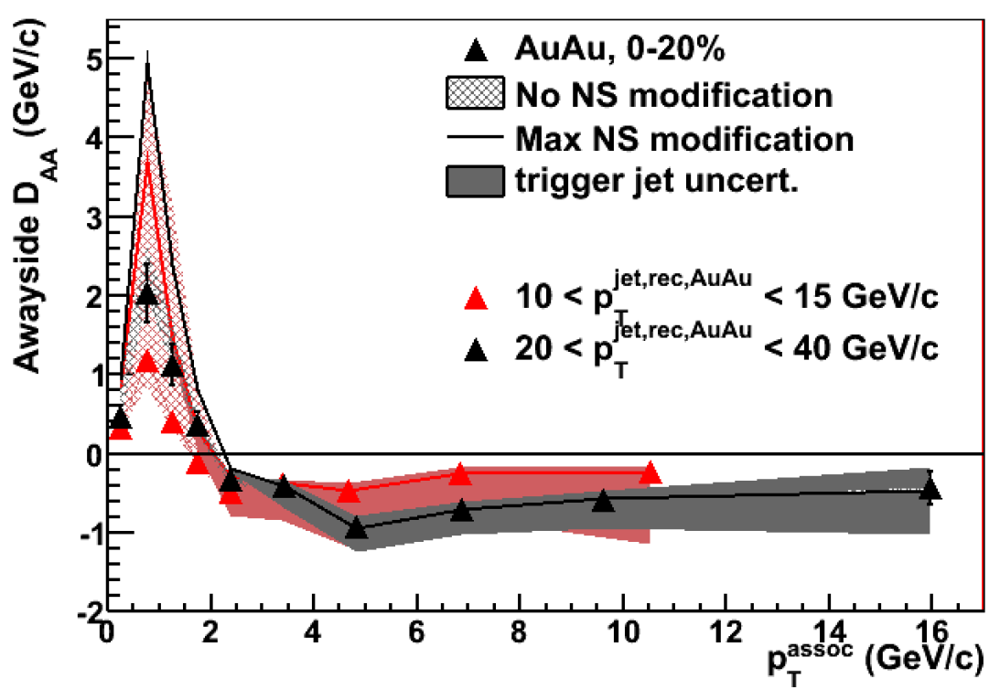 Awayside D_AA (GeV/c)
5
4
3
2
1
0
-1
-2
AuAu, 0-20%
No NS modification
Max NS modification
trigger jet uncert.
10 < p_T^jet,rec,AuAu < 15 GeV/c
20 < p_T^jet,rec,AuAu < 40 GeV/c
0 2 4 6 8 10 12 14 16
p_T^assoc (GeV/c)